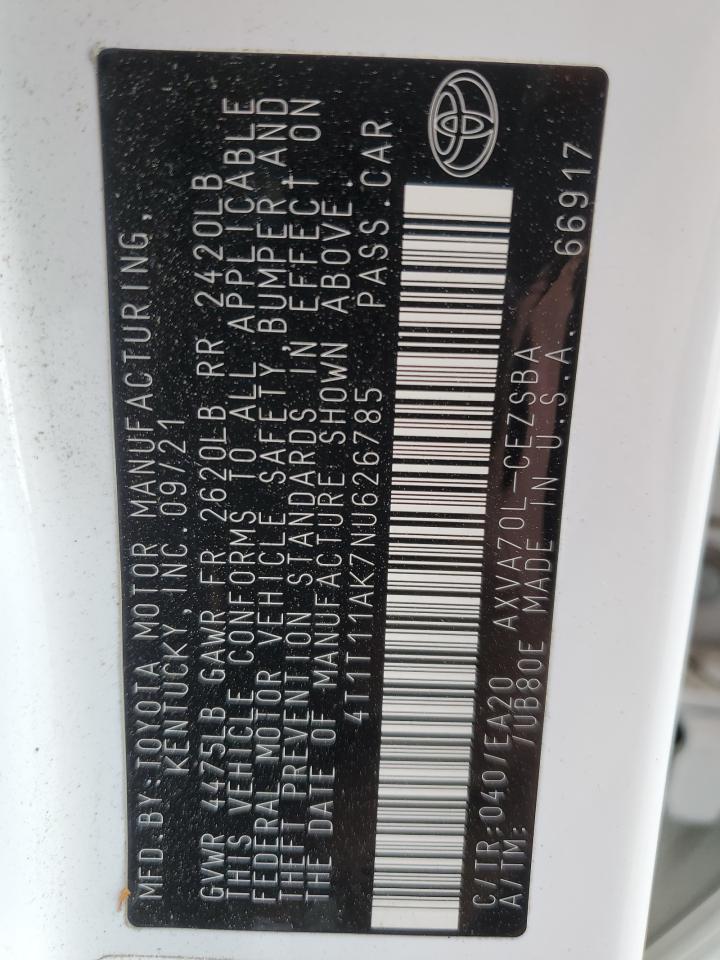 MFD.BY:TOYOTA MOTOR MANUFACTURING,
KENTUCKY, INC.09/21
GVWR 4475LB GAWR FR 2620LB RR 2420LB
THIS VEHICLE CONFORMS TO ALL APPLICABLE
FEDERAL MOTOR VEHICLE SAFETY, BUMPER, AND
THEFT PREVENTION STANDARDS IN EFFECT ON
THE DATE OF MANUFACTURE SHOWN ABOVE.
4T1T11AK7NU626785 PASS.CAR
C/TR:040/EA20 AXVA70L-CEZSBA
A/TM: /UB80E MADE IN U.S.A 66917